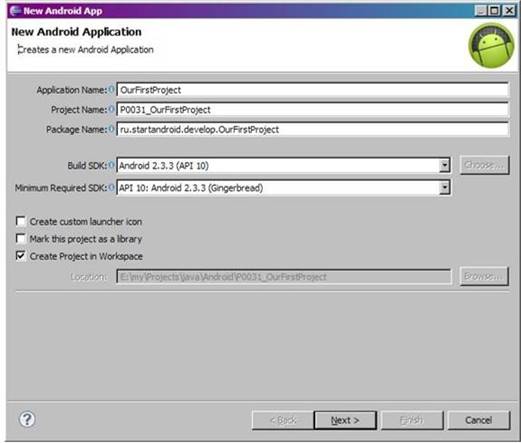 New Android App
New Android Application
Creates a new Android Application
Application Name: OurFirstProject
Project Name: P0031_OurFirstProject
Package Name: ru.startandroid.develop.OurFirstProject
Build SDK: Android 2.3.3 (API 10) Choose...
Minimum Required SDK: API 10: Android 2.3.3 (Gingerbread)
Create custom launcher icon
Mark this project as a library
Create Project in Workspace
Location: E:\my\Projects\java\Android\P0031_OurFirstProject Browse...
? < Back Next > Finish Cancel